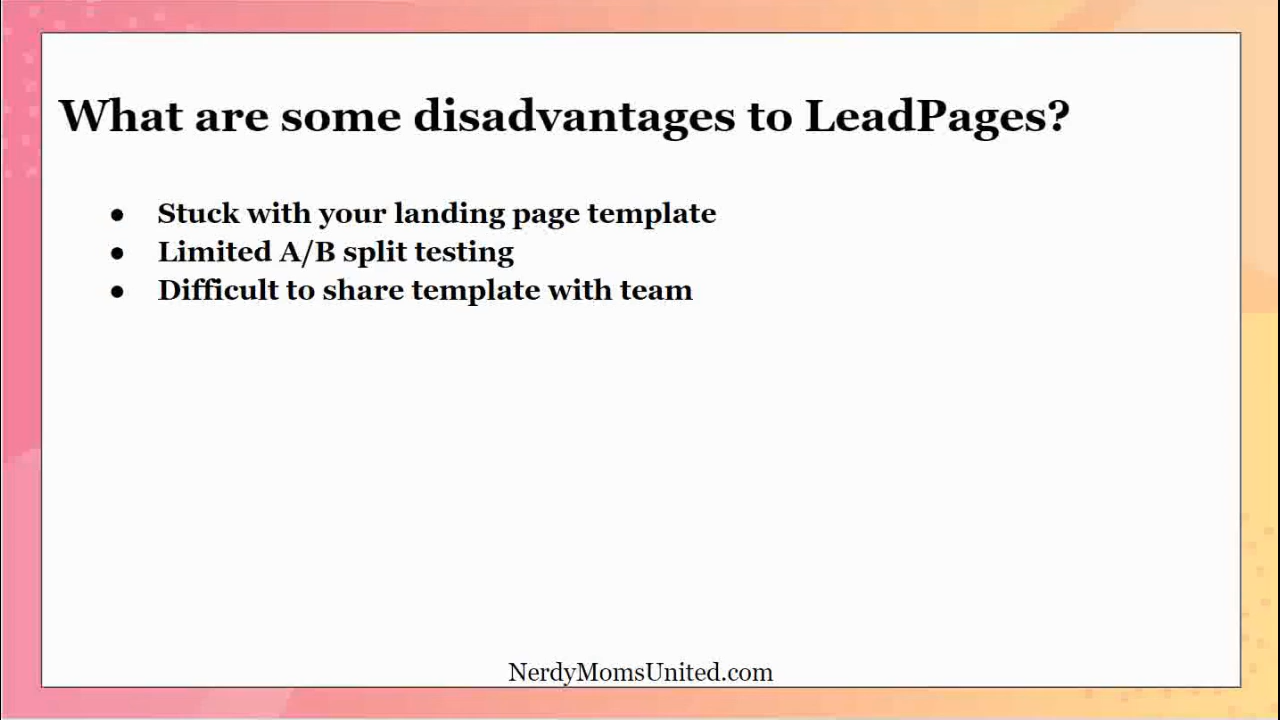 What are some disadvantages to LeadPages?
● Stuck with your landing page template
● Limited A/B split testing
● Difficult to share template with team
NerdyMomsUnited.com